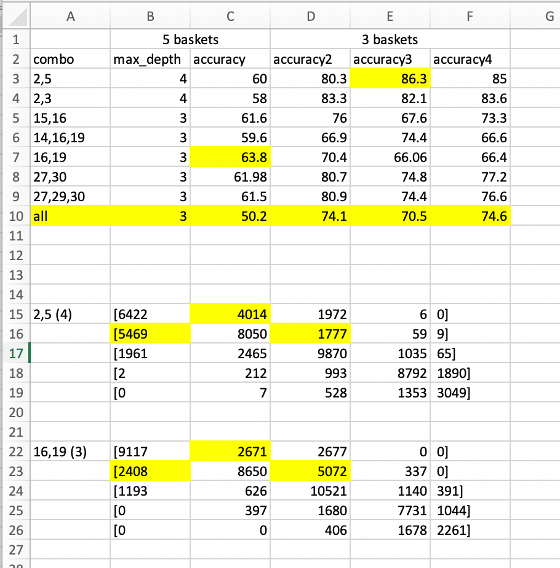 A B C D E F G
1 5 baskets 3 baskets
2 combo max_depth accuracy accuracy2 accuracy3 accuracy4
3 2,5 4 60 80.3 86.3 85
4 2,3 4 58 83.3 82.1 83.6
5 15,16 3 61.6 76 67.6 73.3
6 14,16,19 3 59.6 66.9 74.4 66.6
7 16,19 3 63.8 70.4 66.06 66.4
8 27,30 3 61.98 80.7 74.8 77.2
9 27,29,30 3 61.5 80.9 74.4 76.6
10 all 3 50.2 74.1 70.5 74.6
11
12
13
14
15 2,5 (4) [6422 4014 1972 6 0]
16 [5469 8050 1777 59 9]
17 [1961 2465 9870 1035 65]
18 [2 212 993 8792 1890]
19 [0 7 528 1353 3049]
20
21
22 16,19 (3) [9117 2671 2677 0 0]
23 [2408 8650 5072 337 0]
24 [1193 626 10521 1140 391]
25 [0 397 1680 7731 1044]
26 [0 0 406 1678 2261]
27